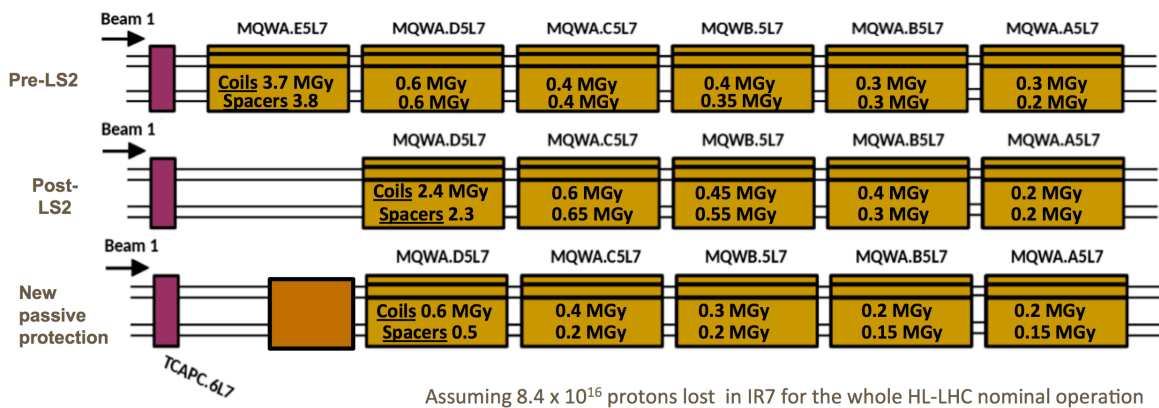 Beam 1
MQWA.E5L7 MQWA.D5L7 MQWA.C5L7 MQWB.5L7 MQWA.B5L7 MQWA.A5L7
Pre-LS2
Coils 3.7 MGy 0.6 MGy 0.4 MGy 0.4 MGy 0.3 MGy 0.3 MGy
Spacers 3.8 0.6 MGy 0.4 MGy 0.35 MGy 0.3 MGy 0.2 MGy
Beam 1
MQWA.D5L7 MQWA.C5L7 MQWB.5L7 MQWA.B5L7 MQWA.A5L7
Post-
LS2
Coils 2.4 MGy 0.6 MGy 0.45 MGy 0.4 MGy 0.2 MGy
Spacers 2.3 0.65 MGy 0.55 MGy 0.3 MGy 0.2 MGy
Beam 1
MQWA.D5L7 MQWA.C5L7 MQWB.5L7 MQWA.B5L7 MQWA.A5L7
New
passive
protection
Coils 0.6 MGy 0.4 MGy 0.3 MGy 0.2 MGy 0.2 MGy
Spacers 0.5 0.2 MGy 0.2 MGy 0.15 MGy 0.15 MGy
TCAPC.6L7
Assuming 8.4 x 10¹⁶ protons lost in IR7 for the whole HL-LHC nominal operation